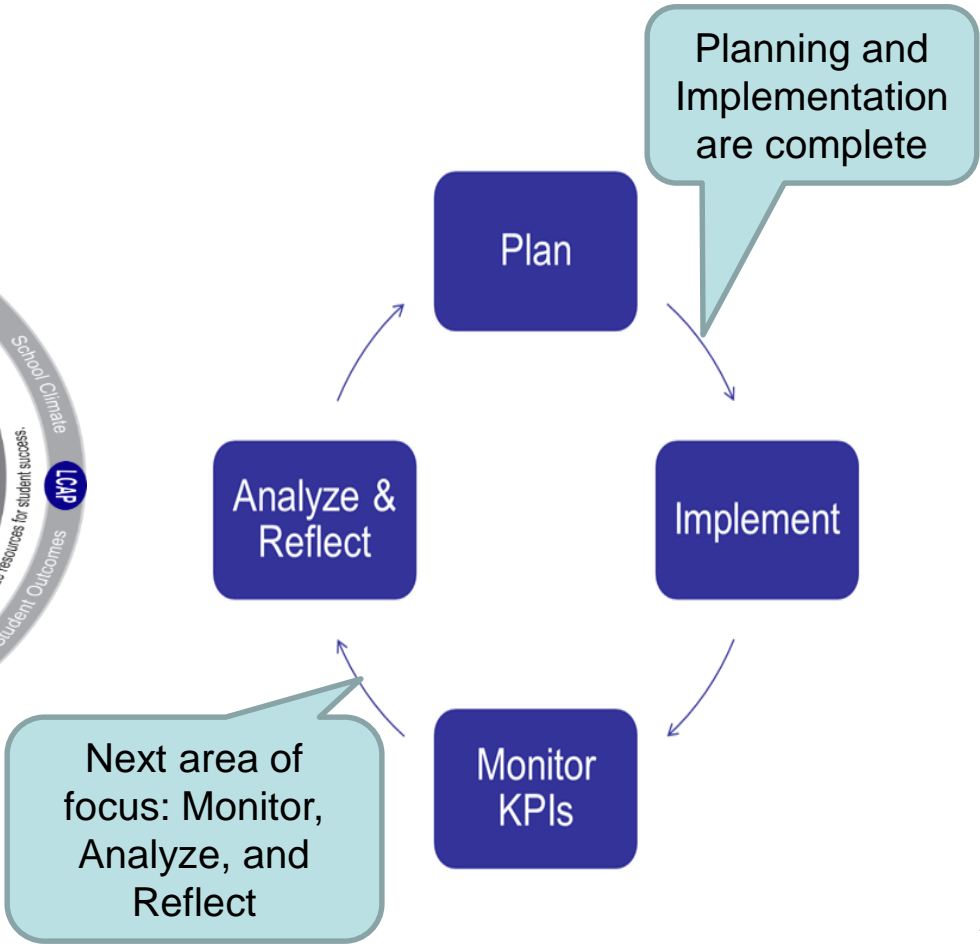 Planning and
Implementation
are complete
Plan
School Climate
LCAP
resources for student success.
Student Outcomes
Analyze &
Reflect
Implement
Monitor
KPIs
Next area of
focus: Monitor,
Analyze, and
Reflect